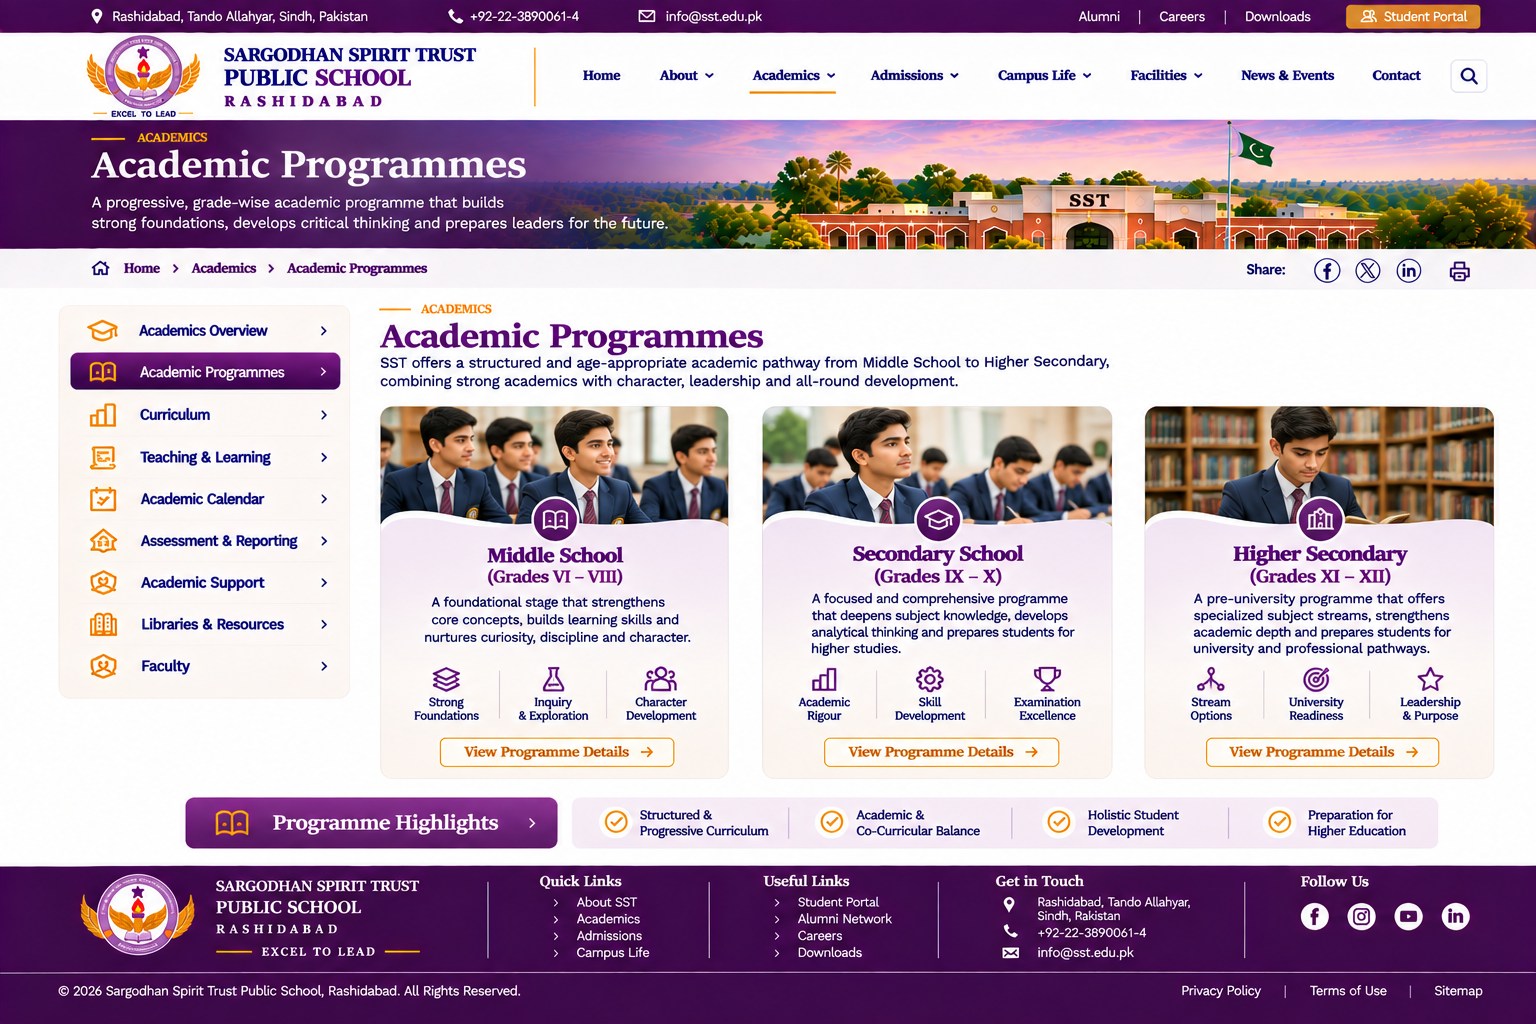 Rashidabad, Tando Allahyar, Sindh, Pakistan
+92-22-3890061-4
info@sst.edu.pk
Alumni
Careers
Downloads
Student Portal
EXCEL TO LEAD
SARGODHAN SPIRIT TRUST
PUBLIC SCHOOL
RASHIDABAD
Home
About
Academics
Admissions
Campus Life
Facilities
News & Events
Contact
ACADEMICS
Academic Programmes
A progressive, grade-wise academic programme that builds
strong foundations, develops critical thinking and prepares leaders for the future.
SST
Home
Academics
Academic Programmes
Share:
Academics Overview
Academic Programmes
Curriculum
Teaching & Learning
Academic Calendar
Assessment & Reporting
Academic Support
Libraries & Resources
Faculty
ACADEMICS
Academic Programmes
SST offers a structured and age-appropriate academic pathway from Middle School to Higher Secondary,
combining strong academics with character, leadership and all-round development.
Middle School
(Grades VI – VIII)
A foundational stage that strengthens
core concepts, builds learning skills and
nurtures curiosity, discipline and character.
Strong
Foundations
Inquiry
& Exploration
Character
Development
View Programme Details
Secondary School
(Grades IX – X)
A focused and comprehensive programme
that deepens subject knowledge, develops
analytical thinking and prepares students for
higher studies.
Academic
Rigour
Skill
Development
Examination
Excellence
View Programme Details
Higher Secondary
(Grades XI – XII)
A pre-university programme that offers
specialized subject streams, strengthens
academic depth and prepares students for
university and professional pathways.
Stream
Options
University
Readiness
Leadership
& Purpose
View Programme Details
Programme Highlights
Structured &
Progressive Curriculum
Academic &
Co-Curricular Balance
Holistic Student
Development
Preparation for
Higher Education
SARGODHAN SPIRIT TRUST
PUBLIC SCHOOL
RASHIDABAD
EXCEL TO LEAD
Quick Links
About SST
Academics
Admissions
Campus Life
Useful Links
Student Portal
Alumni Network
Careers
Downloads
Get in Touch
Rashidabad, Tando Allahyar,
Sindh, Pakistan
+92-22-3890061-4
info@sst.edu.pk
Follow Us
© 2026 Sargodhan Spirit Trust Public School, Rashidabad. All Rights Reserved.
Privacy Policy
Terms of Use
Sitemap